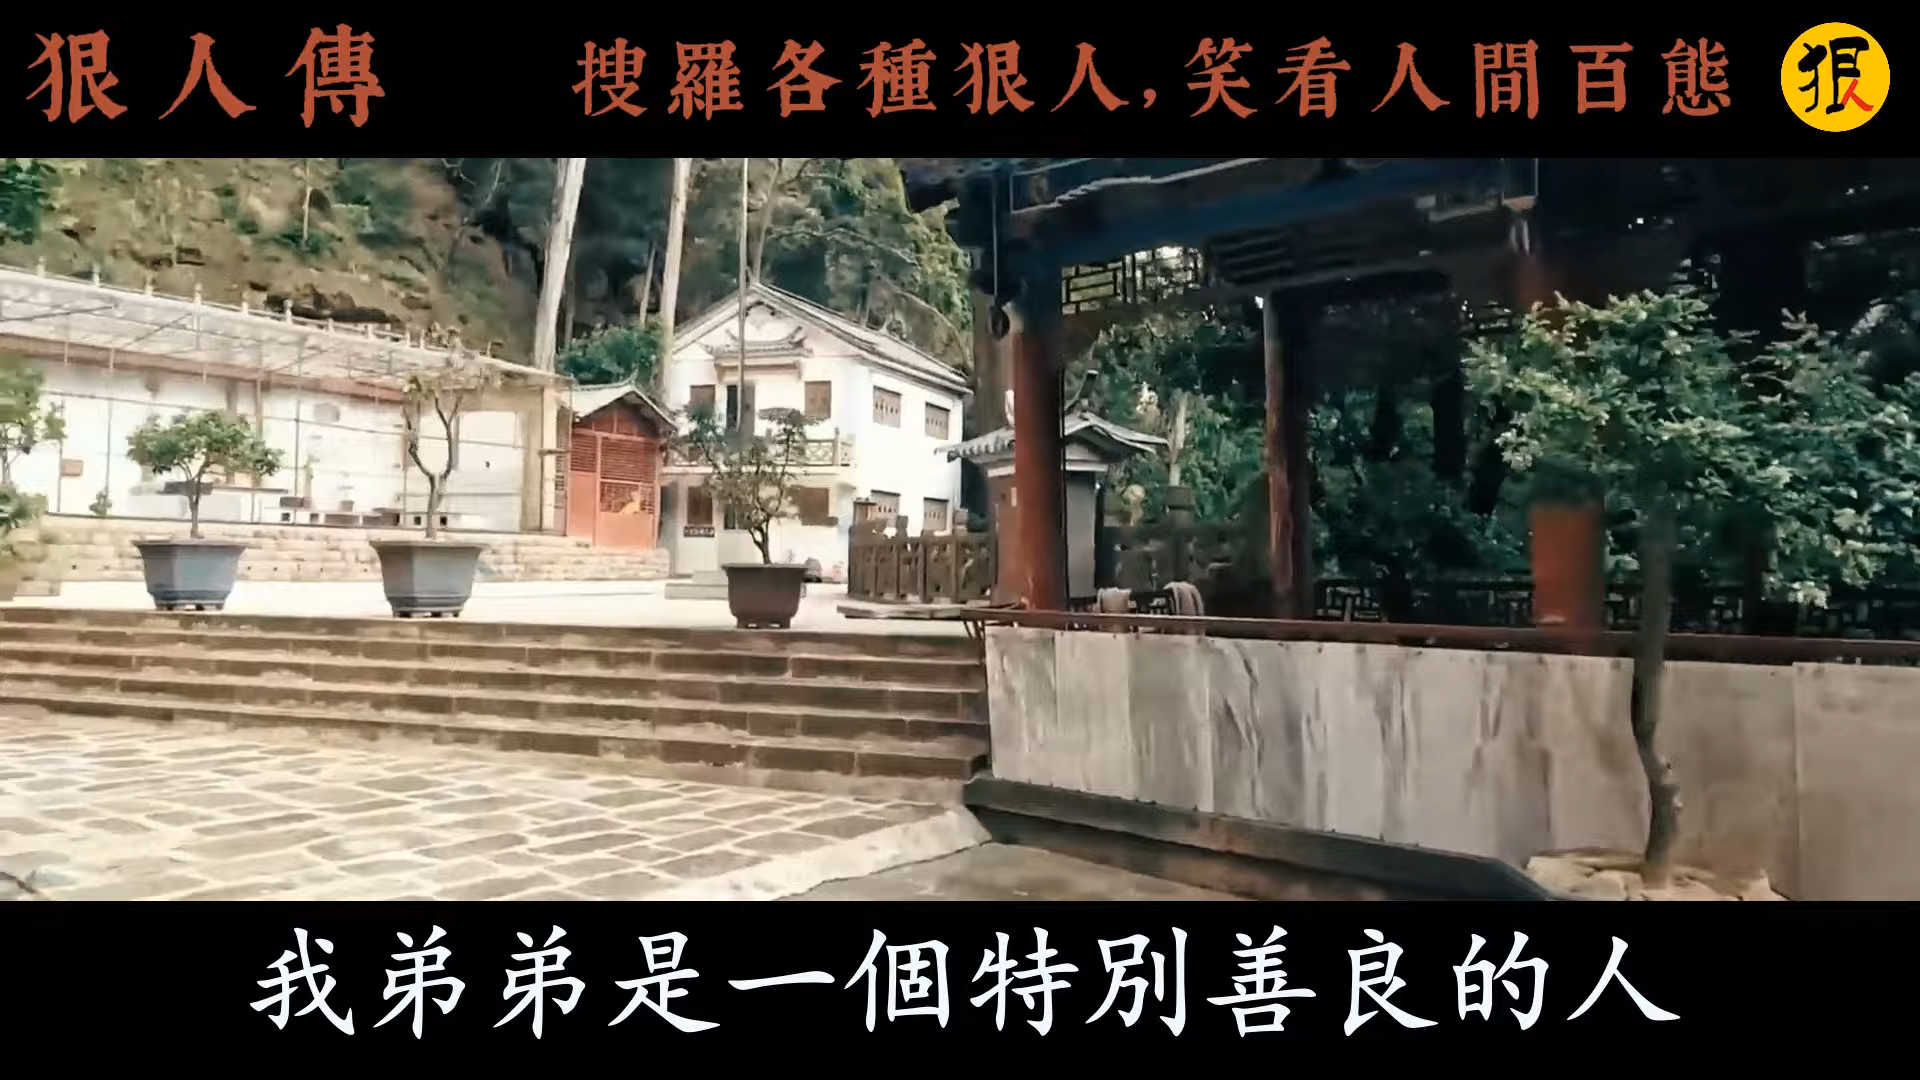 狠人傳
搜羅各種狠人,笑看人間百態
狠人
我弟弟是一個特別善良的人